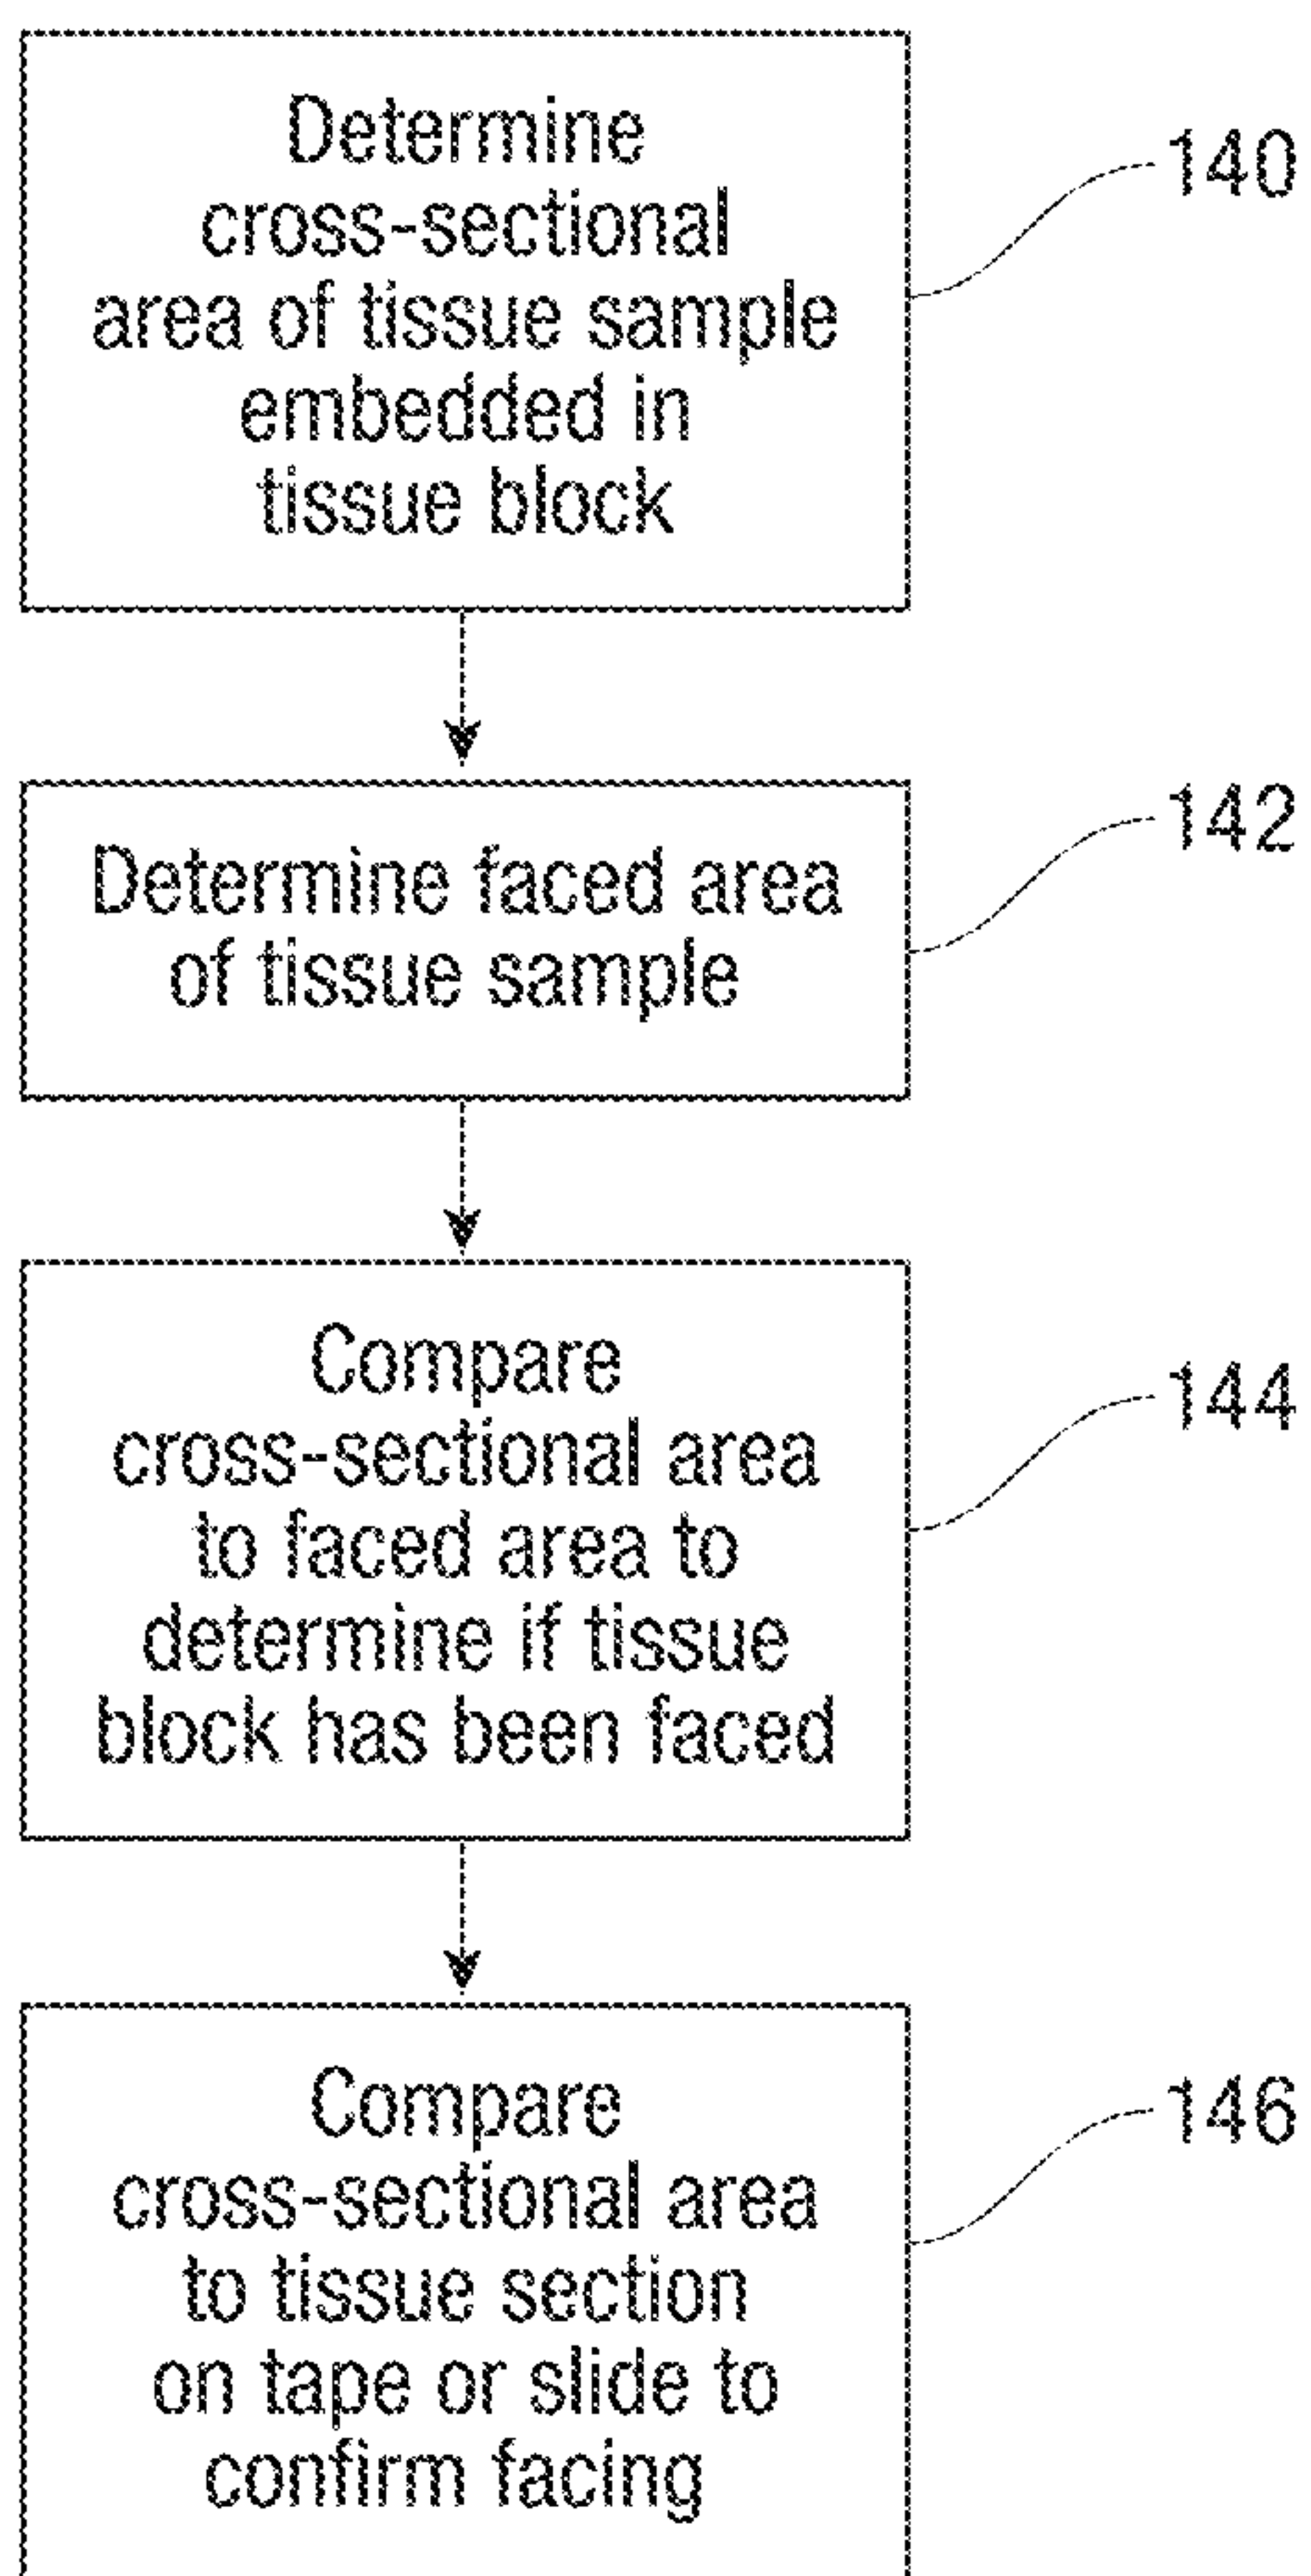 Determine
cross-sectional
area of tissue sample
embedded in
tissue block
140
Determine faced area
of tissue sample
142
Compare
cross-sectional area
to faced area to
determine if tissue
block has been faced
144
Compare
cross-sectional area
to tissue section
on tape or slide to
confirm facing
146